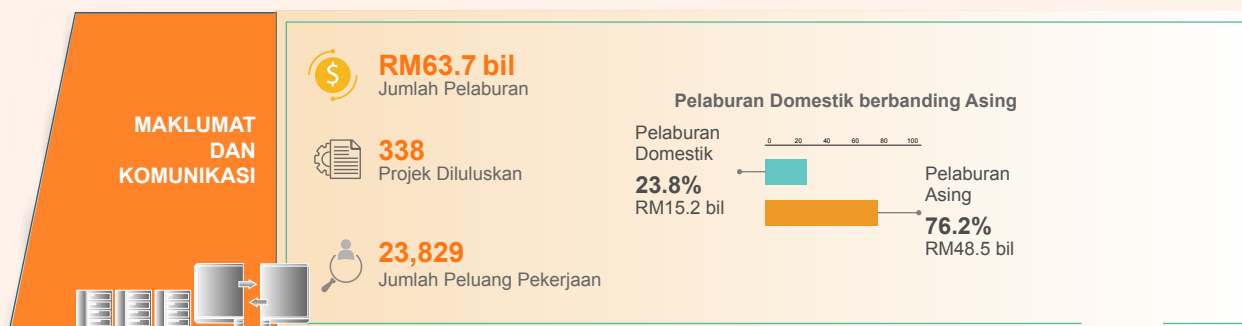 MAKLUMAT
DAN
KOMUNIKASI
RM63.7 bil
Jumlah Pelaburan
338
Projek Diluluskan
23,829
Jumlah Peluang Pekerjaan
Pelaburan Domestik berbanding Asing
Pelaburan
Domestik
23.8%
RM15.2 bil
0 20 40 60 80 100
Pelaburan
Asing
76.2%
RM48.5 bil